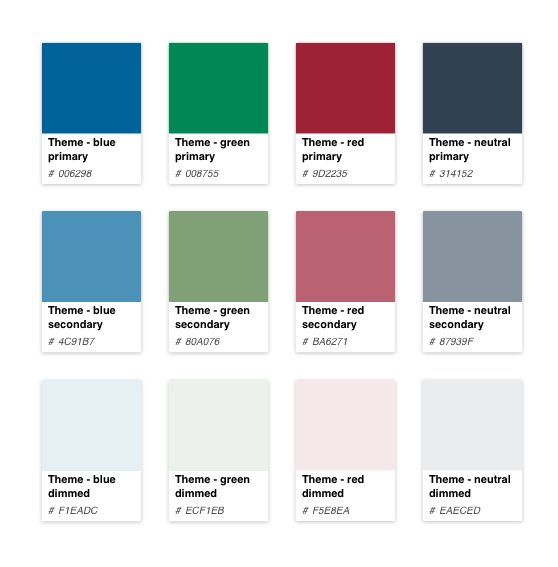 Theme - blue
primary
# 006298
Theme - green
primary
# 008755
Theme - red
primary
# 9D2235
Theme - neutral
primary
# 314152
Theme - blue
secondary
# 4C91B7
Theme - green
secondary
# 80A076
Theme - red
secondary
# BA6271
Theme - neutral
secondary
# 87939F
Theme - blue
dimmed
# F1EADC
Theme - green
dimmed
# ECF1EB
Theme - red
dimmed
# F5E8EA
Theme - neutral
dimmed
# EAECED